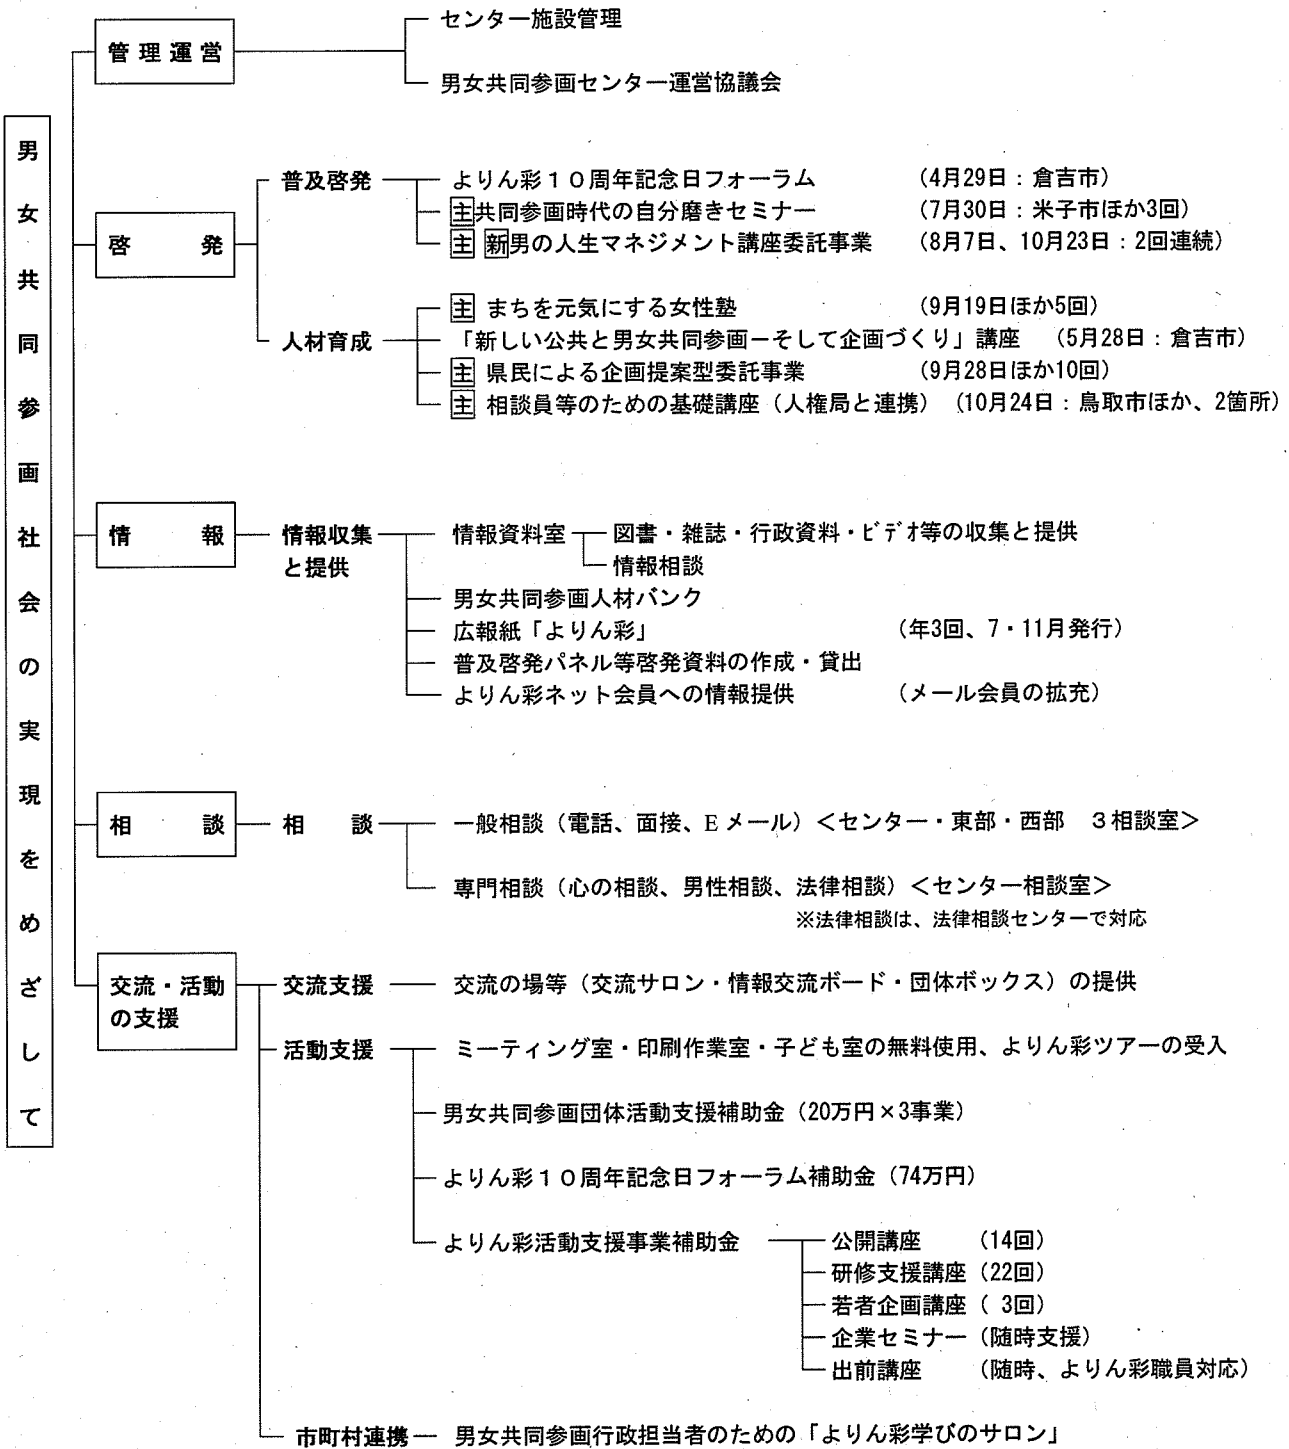 男女共同参画社会の実現をめざして
管理運営
センター施設管理
男女共同参画センター運営協議会
啓発
普及啓発
よりん彩１０周年記念日フォーラム (4月29日：倉吉市)
主共同参画時代の自分磨きセミナー (7月30日：米子市ほか3回)
主 新男の人生マネジメント講座委託事業 (8月7日、10月23日：2回連続)
人材育成
主 まちを元気にする女性塾 (9月19日ほか5回)
「新しい公共と男女共同参画－そして企画づくり」講座 (5月28日：倉吉市)
主 県民による企画提案型委託事業 (9月28日ほか10回)
主 相談員等のための基礎講座（人権局と連携） (10月24日：鳥取市ほか、2箇所)
情報
情報収集
と提供
情報資料室
図書・雑誌・行政資料・ﾋﾞﾃﾞｵ等の収集と提供
情報相談
男女共同参画人材バンク
広報紙「よりん彩」 (年3回、7・11月発行)
普及啓発パネル等啓発資料の作成・貸出
よりん彩ネット会員への情報提供 (メール会員の拡充)
相談
相談
一般相談（電話、面接、Eメール）＜センター・東部・西部 ３相談室＞
専門相談（心の相談、男性相談、法律相談）＜センター相談室＞
※法律相談は、法律相談センターで対応
交流・活動
の支援
交流支援
交流の場等（交流サロン・情報交流ボード・団体ボックス）の提供
活動支援
ミーティング室・印刷作業室・子ども室の無料使用、よりん彩ツアーの受入
男女共同参画団体活動支援補助金（20万円×3事業）
よりん彩１０周年記念日フォーラム補助金（74万円）
よりん彩活動支援事業補助金
公開講座 (14回)
研修支援講座 (22回)
若者企画講座 ( 3回)
企業セミナー (随時支援)
出前講座 (随時、よりん彩職員対応)
市町村連携
男女共同参画行政担当者のための「よりん彩学びのサロン」